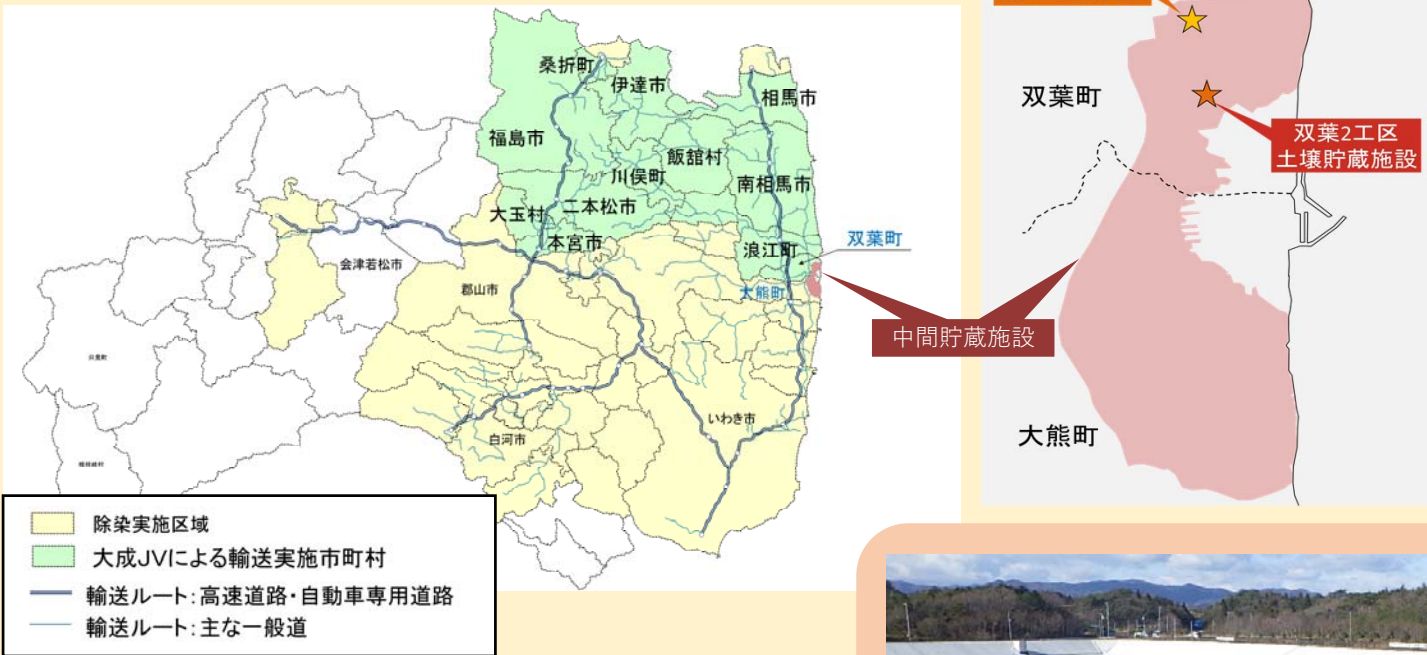 桑折町
伊達市
相馬市
福島市
飯舘村
川俣町
南相馬市
大玉村
二本松市
本宮市
浪江町
双葉町
会津若松市
郡山市
大熊町
中間貯蔵施設
いわき市
白河市
除染実施区域
大成JVによる輸送実施市町村
輸送ルート:高速道路・自動車専用道路
輸送ルート:主な一般道
双葉町
双葉2工区
土壌貯蔵施設
大熊町